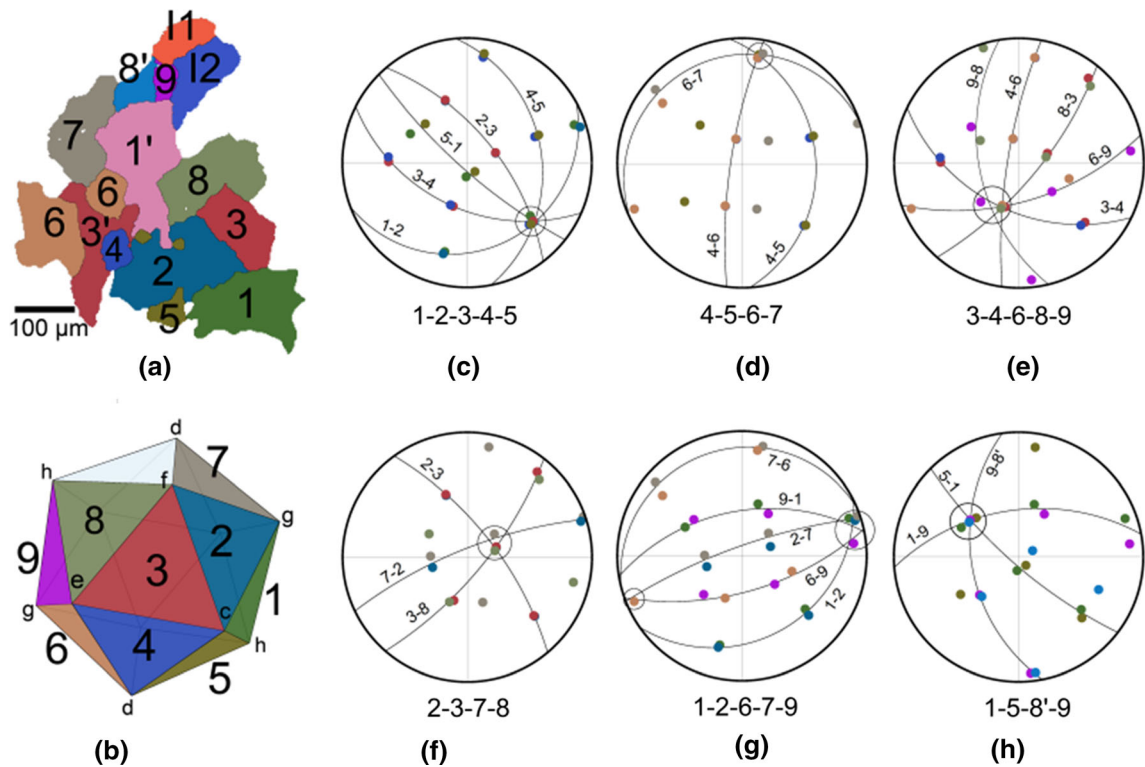 I1
8'
9
I2
7
1'
6
8
6
3'
4
3
2
5
1
100 µm
(a)
4-5
2-3
5-1
3-4
1-2
1-2-3-4-5
(c)
6-7
4-6
4-5
4-5-6-7
(d)
9-8
4-6
8-3
6-9
3-4
3-4-6-8-9
(e)
d
7
h
f
g
8
2
9
3
1
e
g
c
h
6
4
5
d
(b)
2-3
7-2
3-8
2-3-7-8
(f)
7-6
9-1
2-7
6-9
1-2
1-2-6-7-9
(g)
5-1
9-8'
1-9
1-5-8'-9
(h)